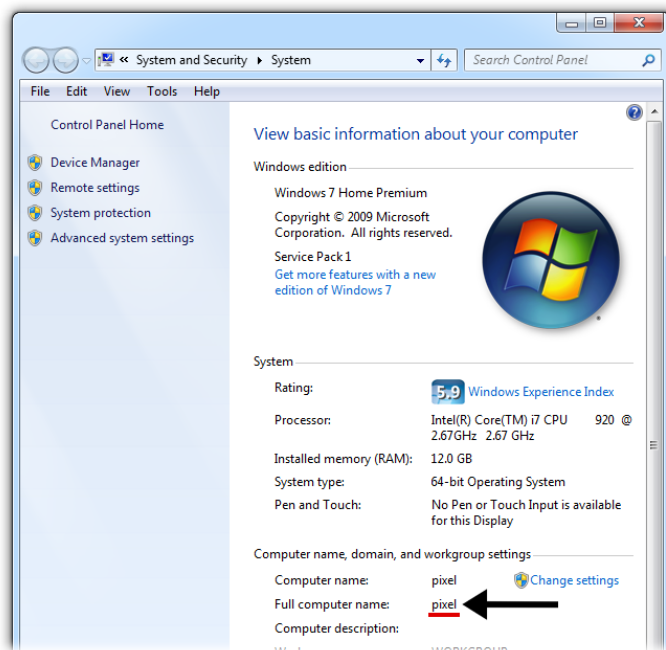 « System and Security ▸ System
Search Control Panel
File Edit View Tools Help
Control Panel Home
Device Manager
Remote settings
System protection
Advanced system settings
View basic information about your computer
Windows edition
Windows 7 Home Premium
Copyright © 2009 Microsoft
Corporation. All rights reserved.
Service Pack 1
Get more features with a new
edition of Windows 7
System
Rating: 5.9 Windows Experience Index
Processor: Intel(R) Core(TM) i7 CPU 920 @
2.67GHz 2.67 GHz
Installed memory (RAM): 12.0 GB
System type: 64-bit Operating System
Pen and Touch: No Pen or Touch Input is available
for this Display
Computer name, domain, and workgroup settings
Computer name: pixel Change settings
Full computer name: pixel
Computer description: